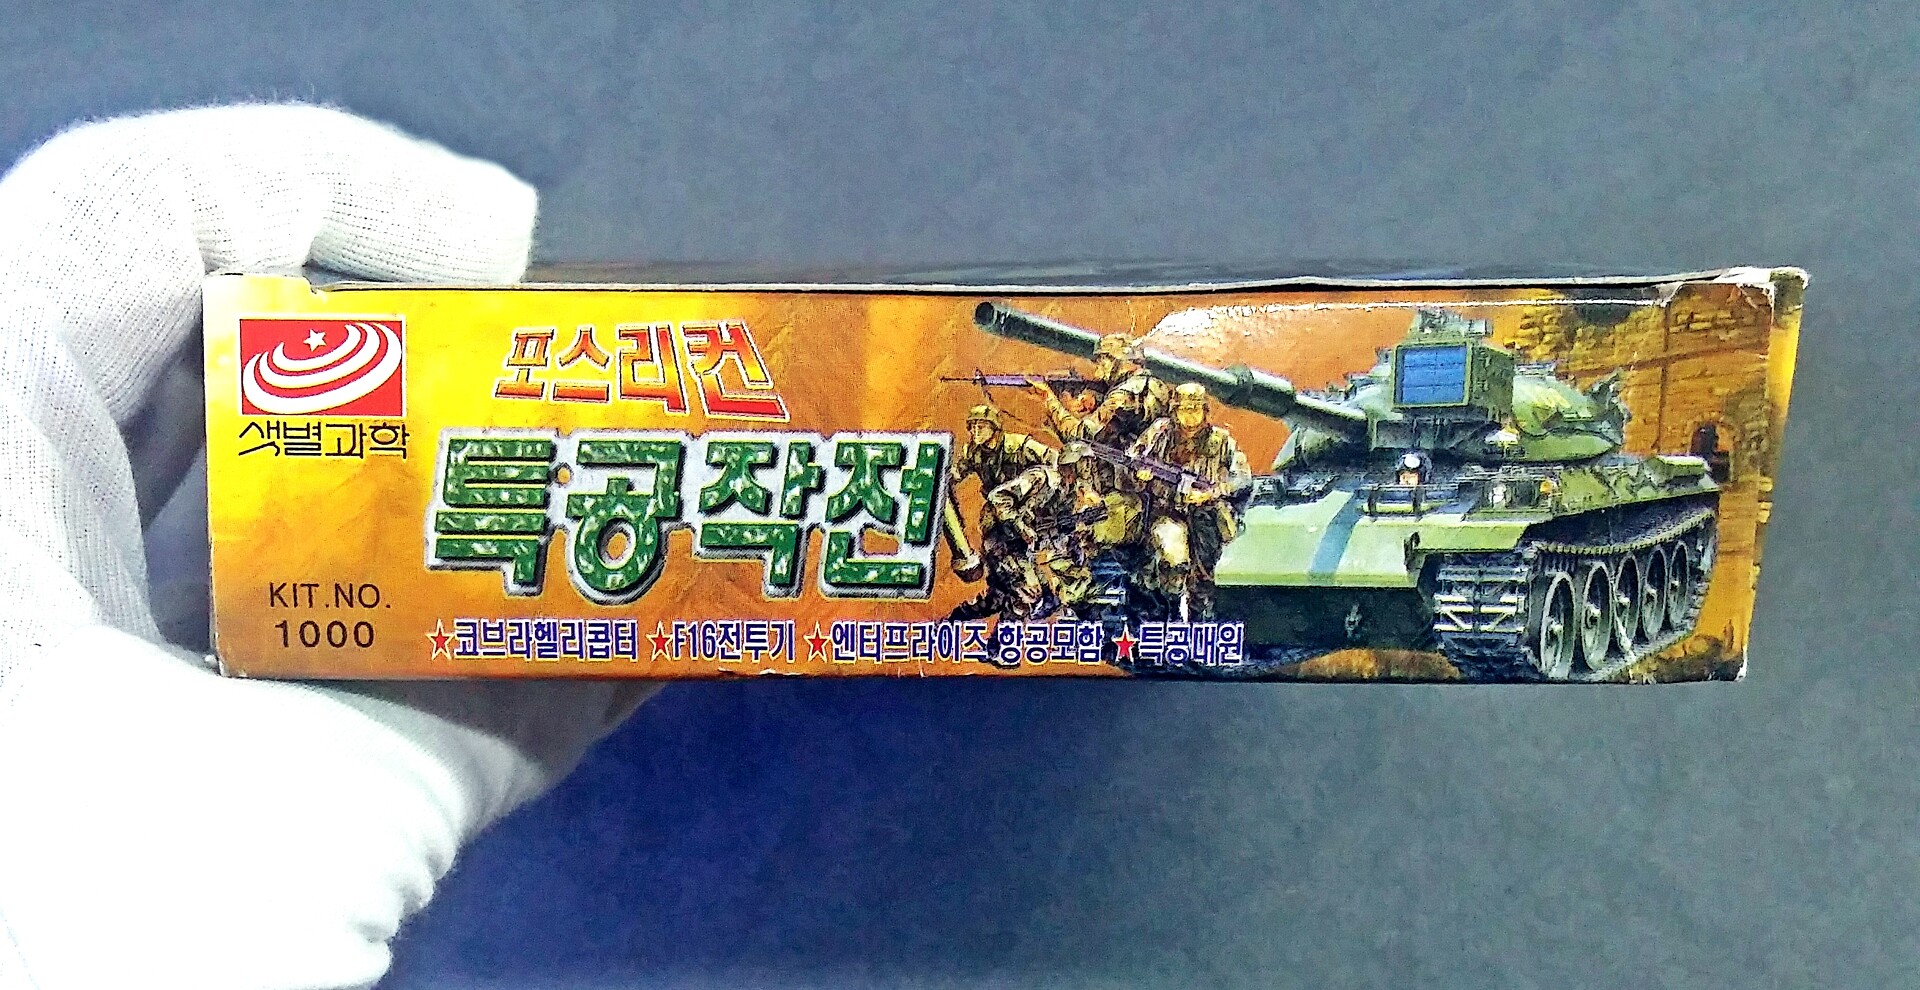 샛별과학
포스리컨
특공작전
KIT.NO.
1000
★코브라헬리콥터 ★F16전투기 ★엔터프라이즈 항공모함 ★특공대원